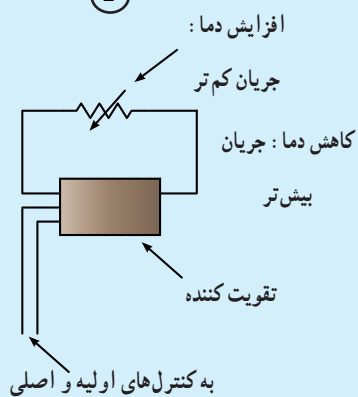 افزایش دما :
جریان کم‌تر
کاهش دما : جریان
بیش‌تر
تقویت کننده
به کنترل‌های اولیه و اصلی